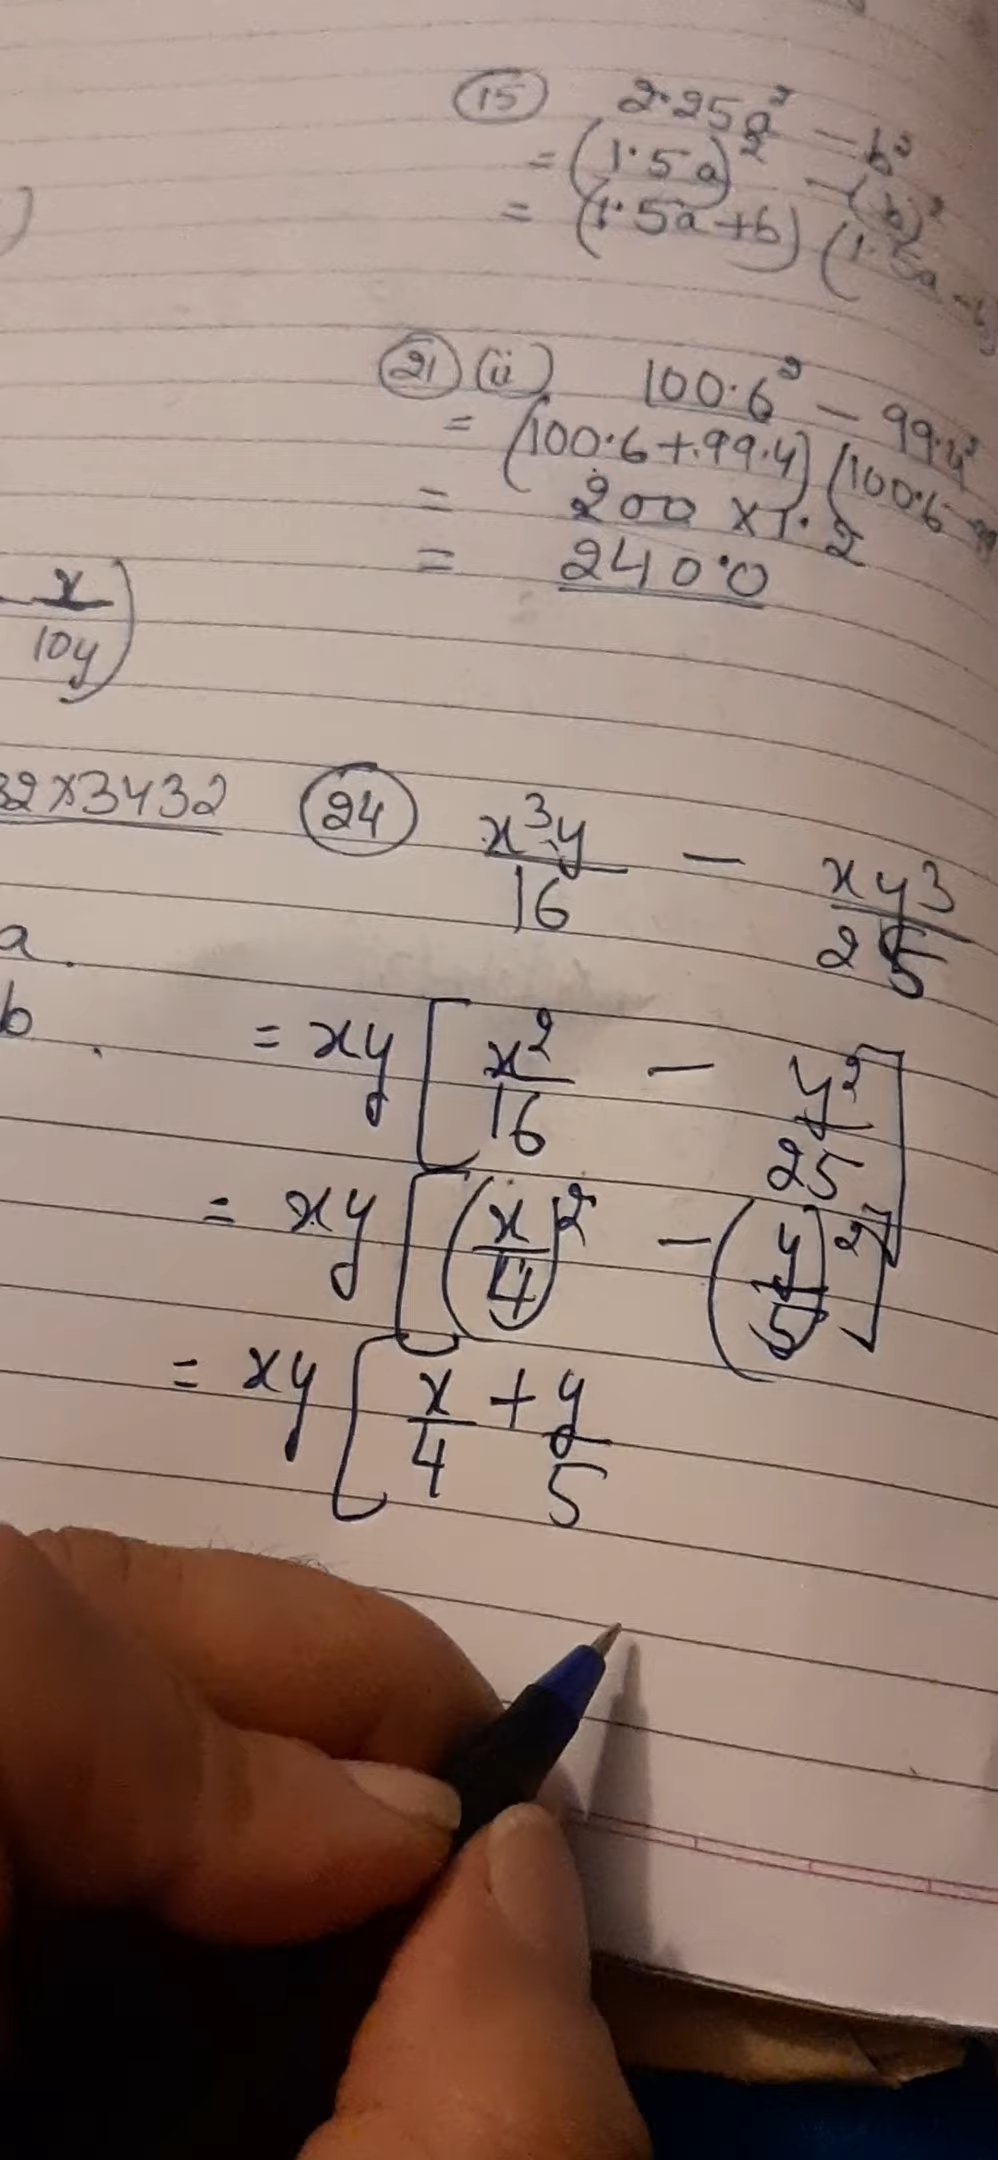 (15) 2.25a² - b²
= (1.5a)² - (b)²
= (1.5a+b) (1.5a - b)
)
(21) (ii) 100.6² - 99.4²
= (100.6+99.4) (100.6 - 99
= 200 x 1.2
= 240.0
- x/10y )
32x3432
(24) x³y/16 - xy3/25
a.
b.
= xy [ x²/16 - y²/25 ]
= xy [ (x/4)² - (y/5)² ]
= xy [ x/4 + y/5